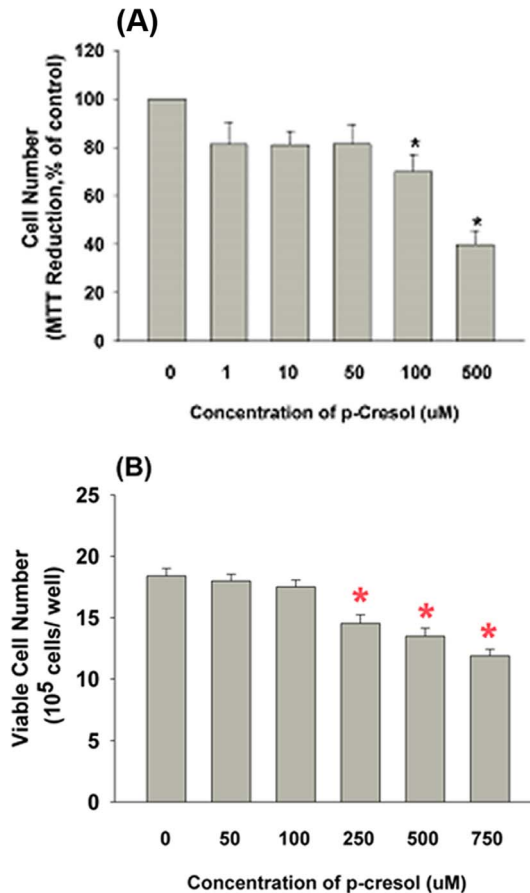 (A)
120
100
80
60
40
20
0
Cell Number
(MTT Reduction,% of control)
*
*
0 1 10 50 100 500
Concentration of p-Cresol (uM)
(B)
25
20
15
10
5
0
Viable Cell Number
(10⁵ cells/ well)
*
*
*
0 50 100 250 500 750
Concentration of p-cresol (uM)